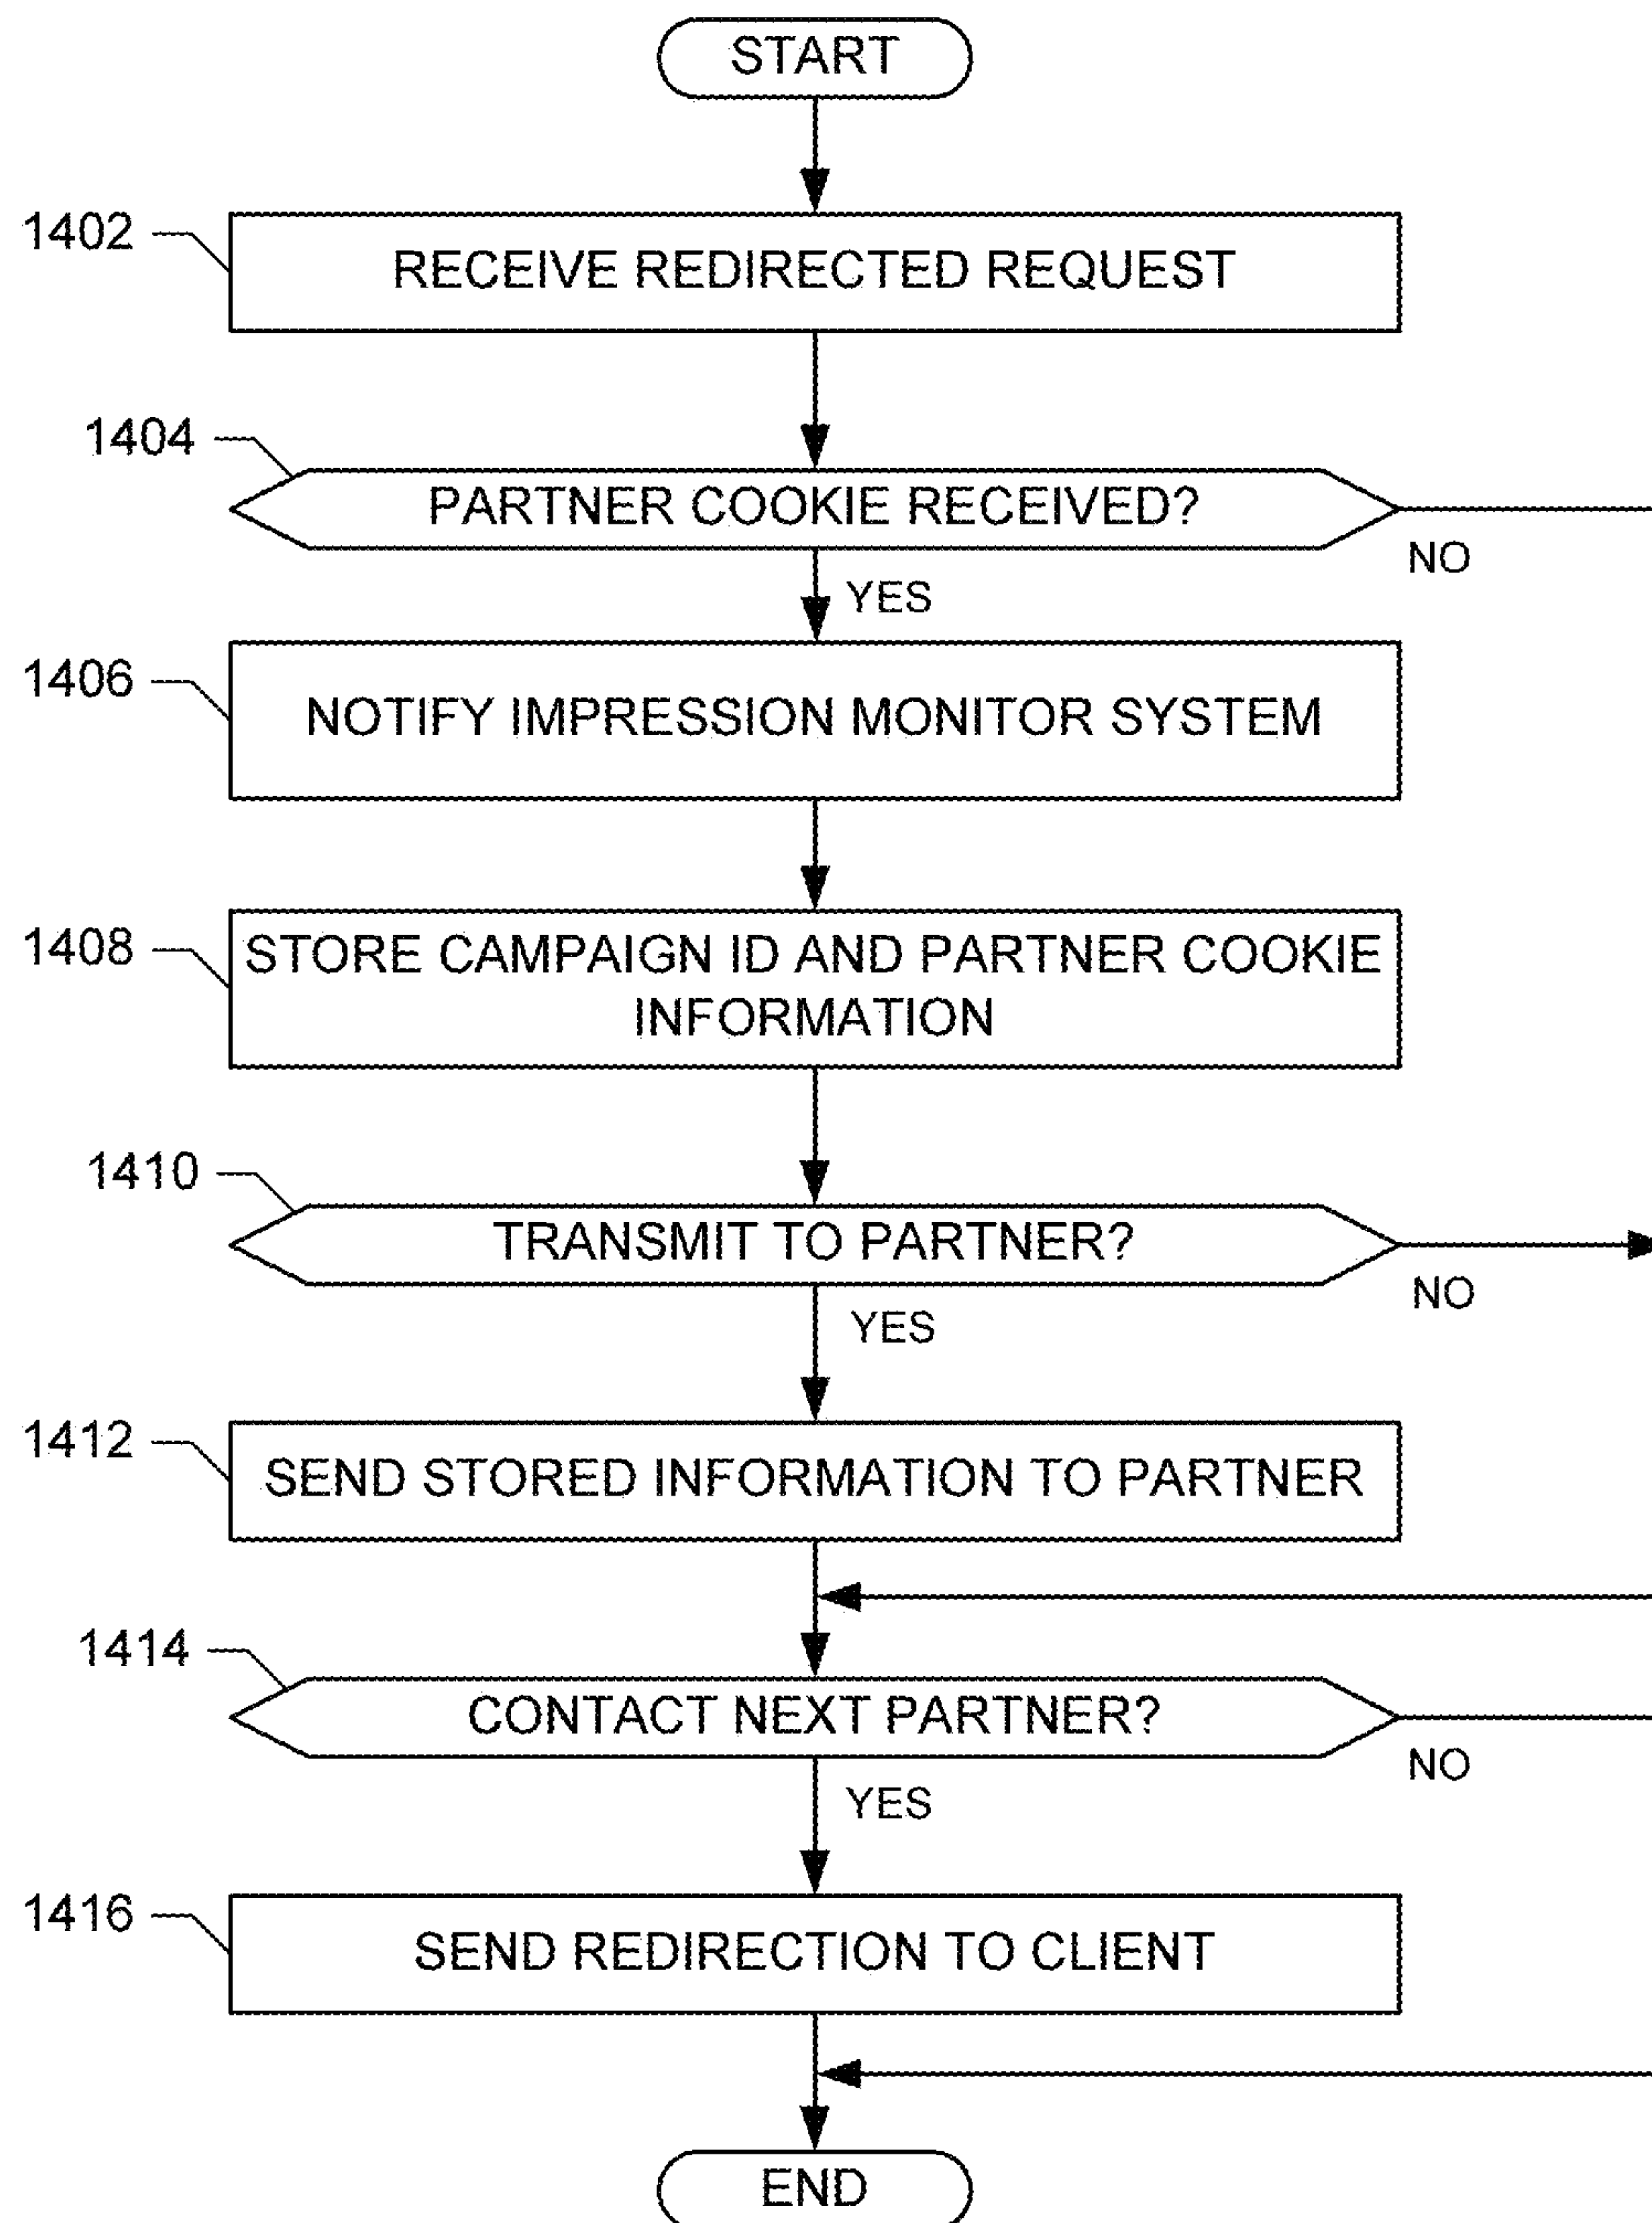 START
1402
RECEIVE REDIRECTED REQUEST
1404
PARTNER COOKIE RECEIVED?
NO
YES
1406
NOTIFY IMPRESSION MONITOR SYSTEM
1408
STORE CAMPAIGN ID AND PARTNER COOKIE
INFORMATION
1410
TRANSMIT TO PARTNER?
NO
YES
1412
SEND STORED INFORMATION TO PARTNER
1414
CONTACT NEXT PARTNER?
NO
YES
1416
SEND REDIRECTION TO CLIENT
END